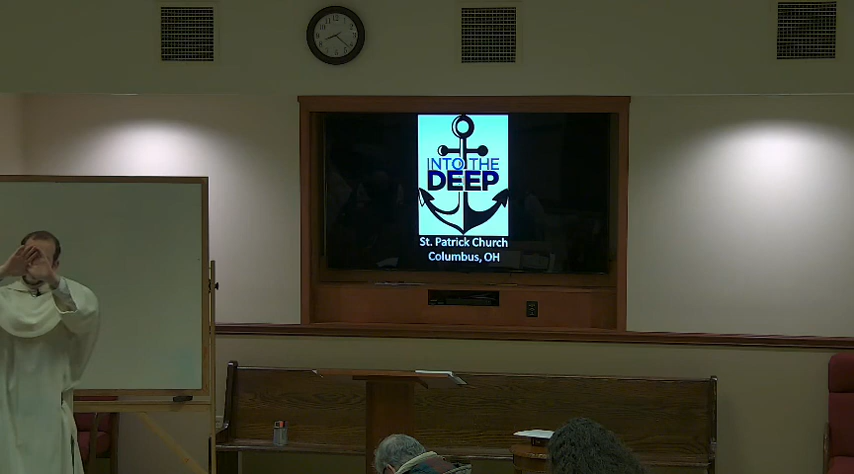 INTO THE
DEEP
St. Patrick Church
Columbus, OH